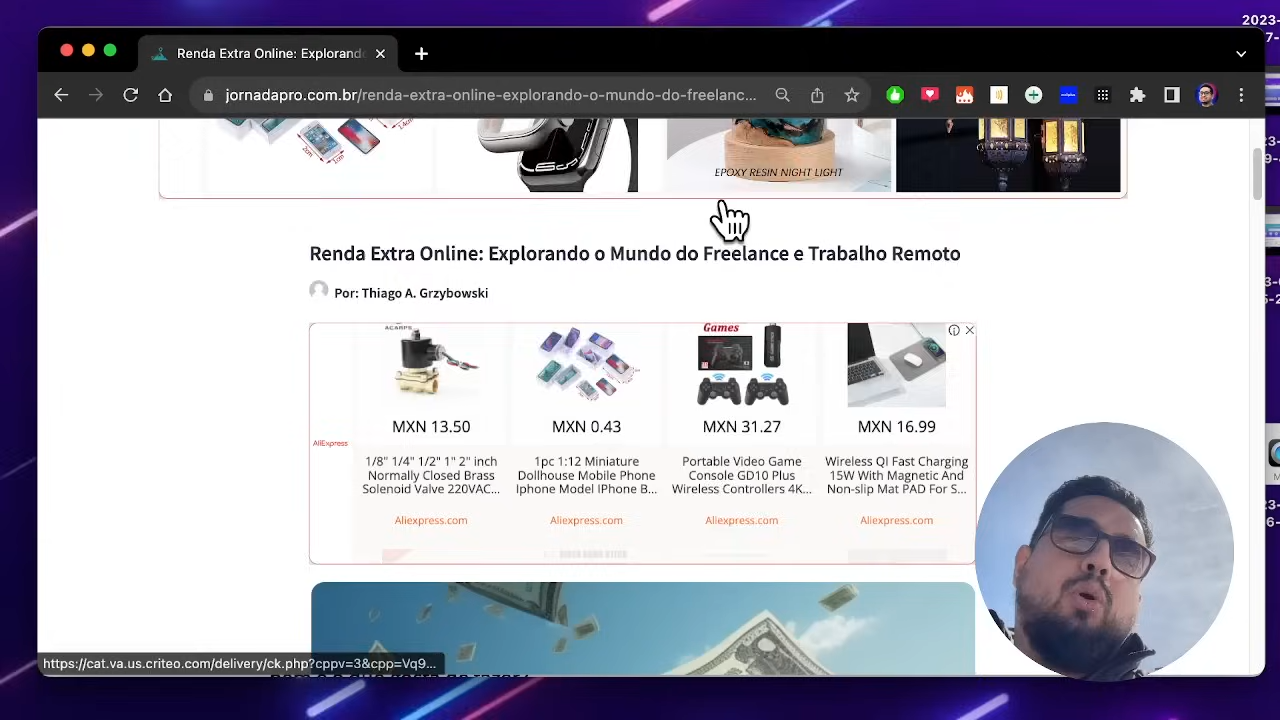 2023-
Renda Extra Online: Explorando
jornadapro.com.br/renda-extra-online-explorando-o-mundo-do-freelanc...
EPOXY RESIN NIGHT LIGHT
Renda Extra Online: Explorando o Mundo do Freelance e Trabalho Remoto
Por: Thiago A. Grzybowski
ACARPS
Games
MXN 13.50
MXN 0.43
MXN 31.27
MXN 16.99
AliExpress
1/8" 1/4" 1/2" 1" 2" inch
Normally Closed Brass
Solenoid Valve 220VAC...
1pc 1:12 Miniature
Dollhouse Mobile Phone
Iphone Model IPhone B...
Portable Video Game
Console GD10 Plus
Wireless Controllers 4K...
Wireless QI Fast Charging
15W With Magnetic And
Non-slip Mat PAD For S...
Aliexpress.com
Aliexpress.com
Aliexpress.com
Aliexpress.com
https://cat.va.us.criteo.com/delivery/ck.php?cppv=3&cpp=Vq9...